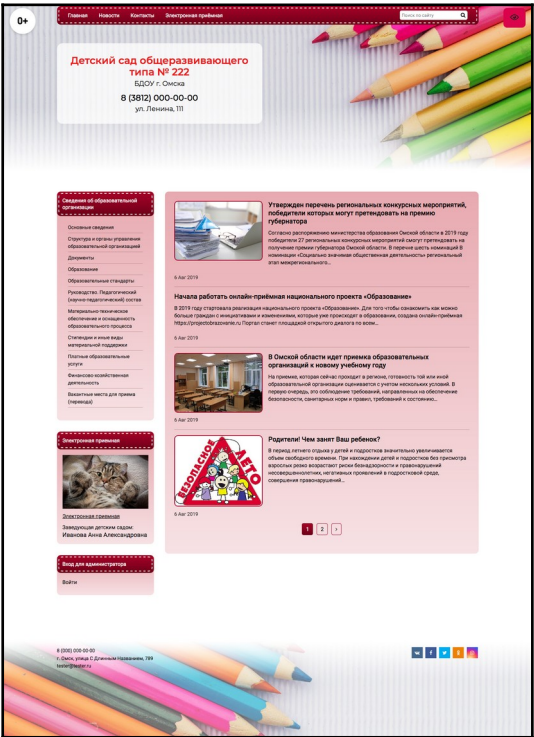 0+
Главная Новости Контакты Электронная приёмная
Поиск по сайту
Детский сад общеразвивающего
типа № 222
БДОУ г. Омска
8 (3812) 000-00-00
ул. Ленина, 111
Сведения об образовательной
организации
Основные сведения
Структура и органы управления
образовательной организацией
Документы
Образование
Образовательные стандарты
Руководство. Педагогический
(научно-педагогический) состав
Материально-техническое
обеспечение и оснащенность
образовательного процесса
Стипендии и иные виды
материальной поддержки
Платные образовательные
услуги
Финансово-хозяйственная
деятельность
Вакантные места для приема
(перевода)
Электронная приемная
Электронная приемная
Заведующая детским садом:
Иванова Анна Александровна
Вход для администратора
Войти
Утвержден перечень региональных конкурсных мероприятий,
победители которых могут претендовать на премию
губернатора
Согласно распоряжению министерства образования Омской области в 2019 году
победители 27 региональных конкурсных мероприятий смогут претендовать на
получение премии губернатора Омской области. В перечне шесть номинаций В
номинации «Социально значимая общественная деятельность» региональный
этап межрегионального...
6 Авг 2019
Начала работать онлайн-приёмная национального проекта «Образование»
В 2019 году стартовала реализация национального проекта «Образование». Для того чтобы ознакомить как можно
больше граждан с инициативами и изменениями, которые уже происходят в образовании, создана онлайн-приёмная
https://projectobrazovanie.ru Портал станет площадкой открытого диалога по всем...
6 Авг 2019
В Омской области идет приемка образовательных
организаций к новому учебному году
На приемке, которая сейчас проходит в регионе, готовность той или иной
образовательной организации оценивается с учетом нескольких условий. В
первую очередь, это соблюдение требований, направленных на обеспечение
безопасности, санитарных норм и правил, требований к состоянию...
6 Авг 2019
БЕЗОПАСНОЕ ЛЕТО
Родители! Чем занят Ваш ребенок?
В период летнего отдыха у детей и подростков значительно увеличивается
объем свободного времени. При нахождении детей и подростков без присмотра
взрослых резко возрастают риски безнадзорности и правонарушений
несовершеннолетних, негативных проявлений в подростковой среде,
совершения правонарушений...
6 Авг 2019
1 2 >
8 (000) 000-00-00
г. Омск, улица С Длинным Названием, 799
tester@tester.ru